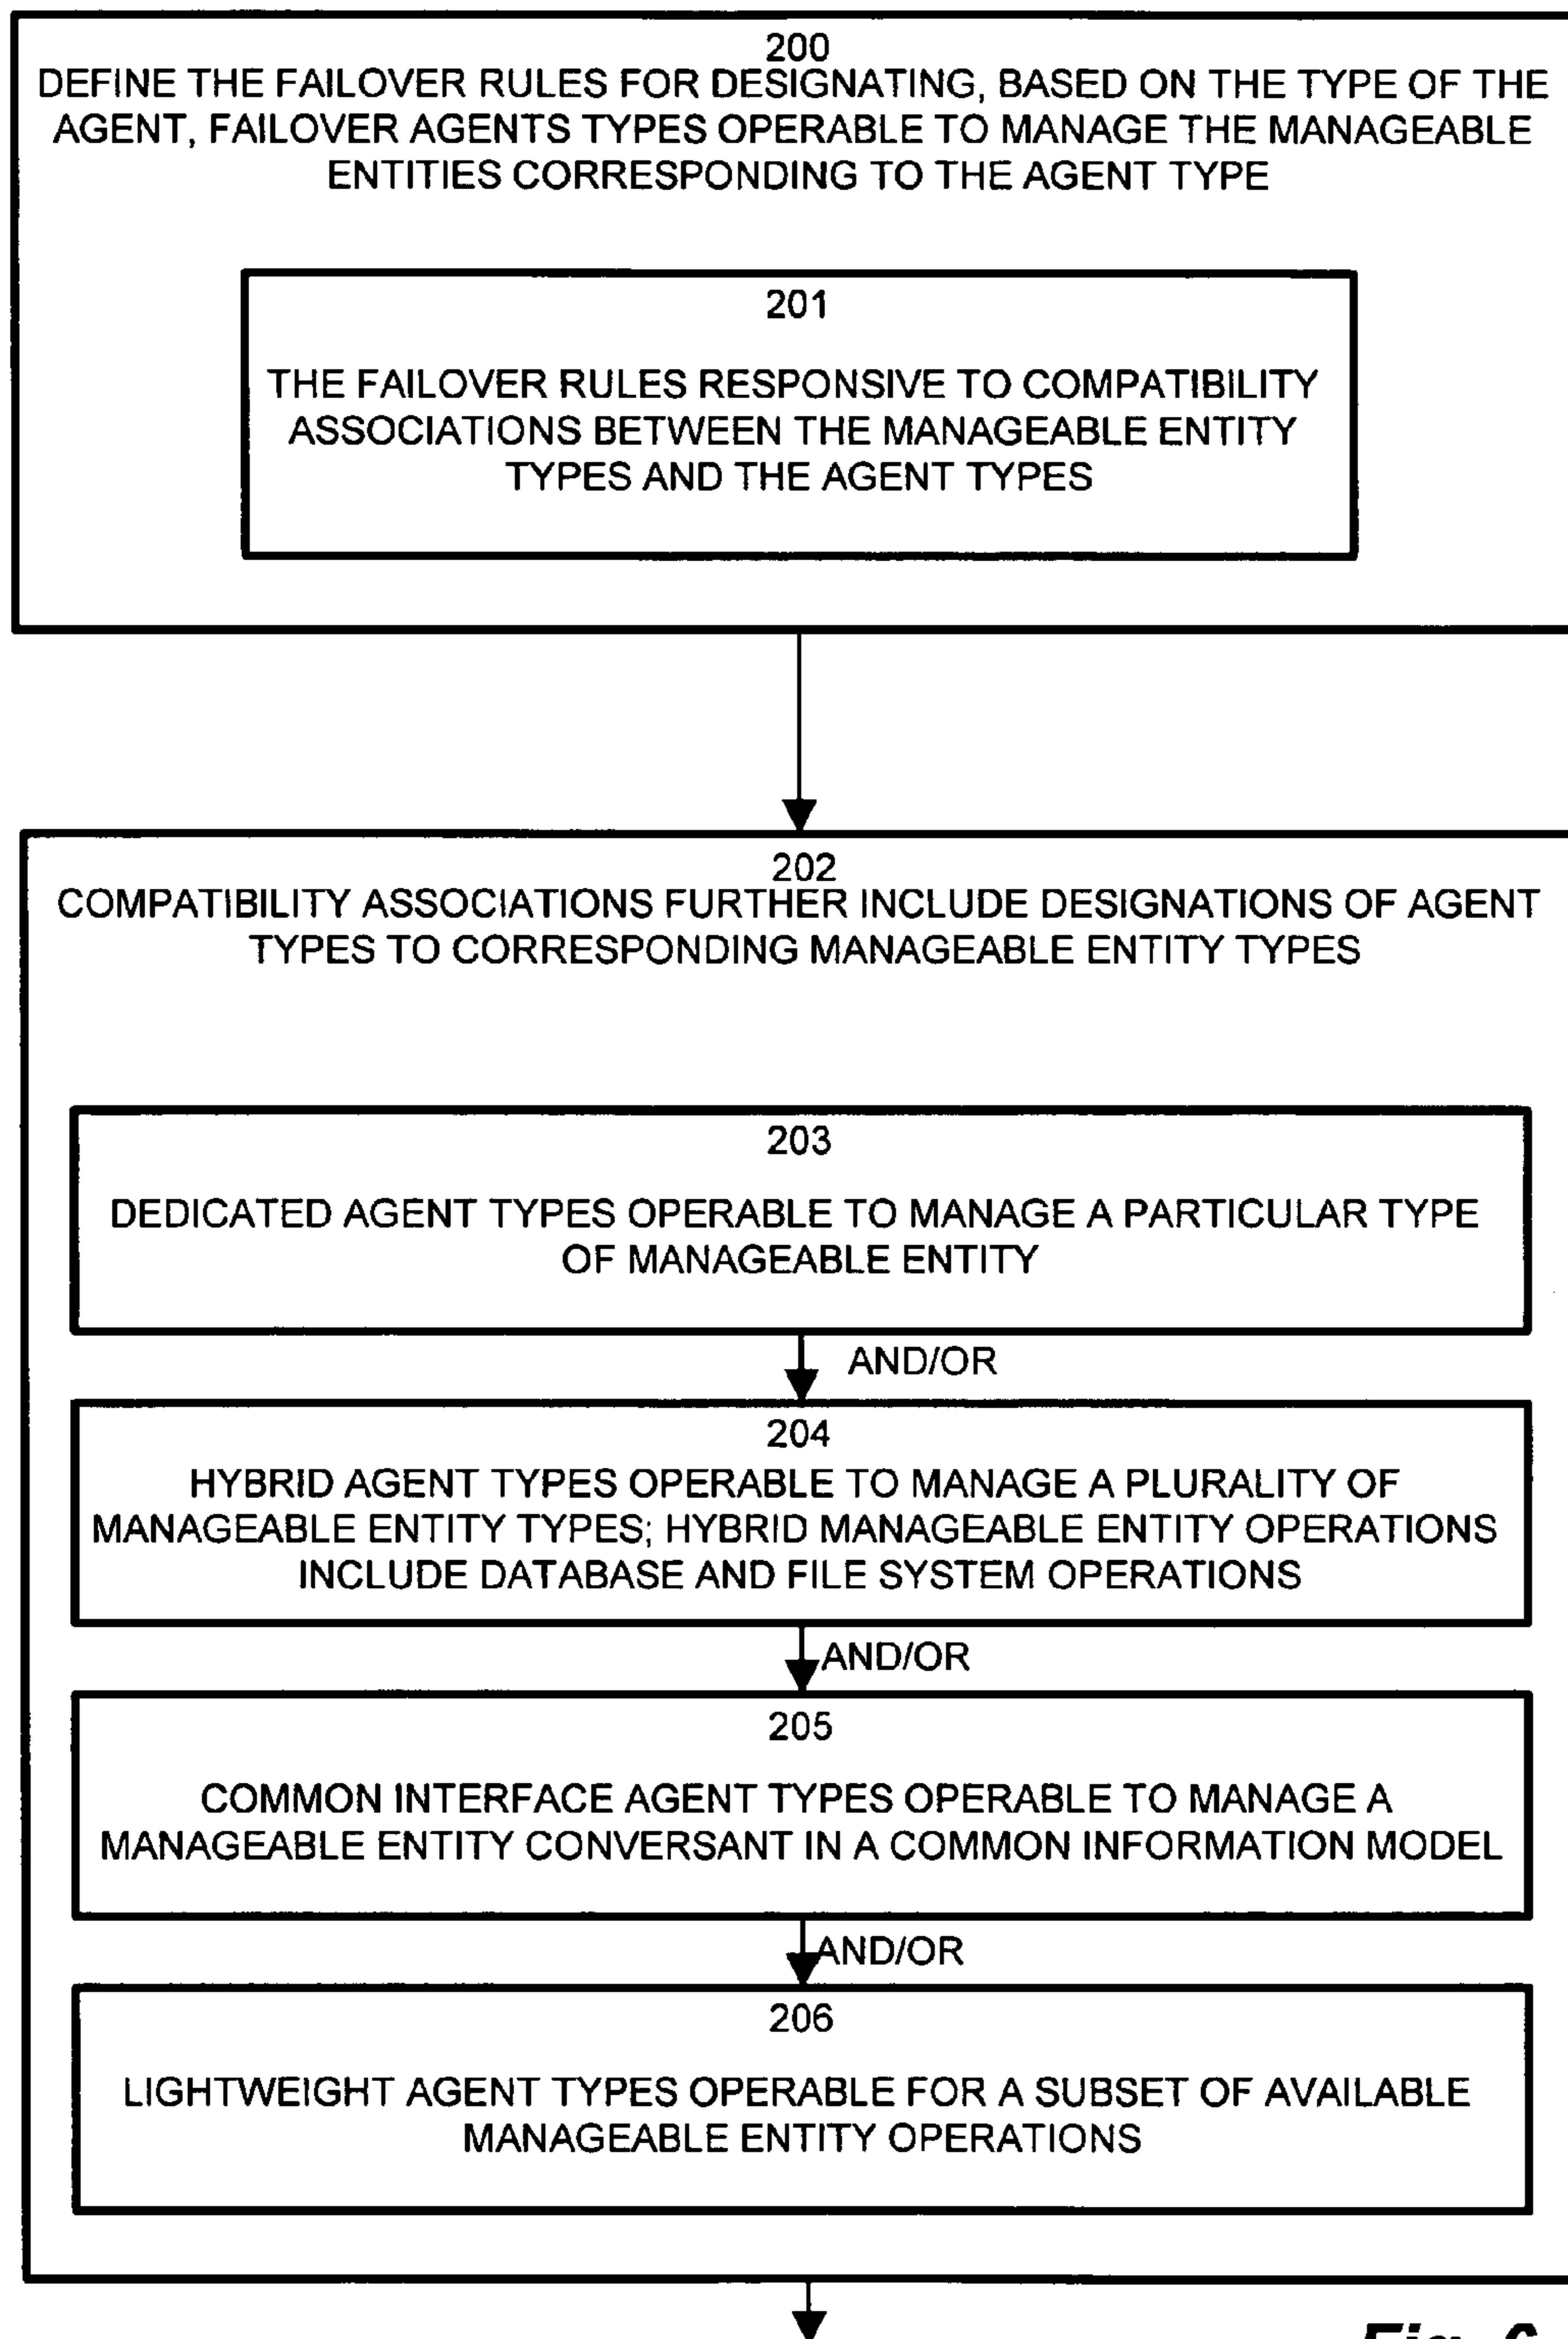 200
DEFINE THE FAILOVER RULES FOR DESIGNATING, BASED ON THE TYPE OF THE
AGENT, FAILOVER AGENTS TYPES OPERABLE TO MANAGE THE MANAGEABLE
ENTITIES CORRESPONDING TO THE AGENT TYPE
201
THE FAILOVER RULES RESPONSIVE TO COMPATIBILITY
ASSOCIATIONS BETWEEN THE MANAGEABLE ENTITY
TYPES AND THE AGENT TYPES
202
COMPATIBILITY ASSOCIATIONS FURTHER INCLUDE DESIGNATIONS OF AGENT
TYPES TO CORRESPONDING MANAGEABLE ENTITY TYPES
203
DEDICATED AGENT TYPES OPERABLE TO MANAGE A PARTICULAR TYPE
OF MANAGEABLE ENTITY
AND/OR
204
HYBRID AGENT TYPES OPERABLE TO MANAGE A PLURALITY OF
MANAGEABLE ENTITY TYPES; HYBRID MANAGEABLE ENTITY OPERATIONS
INCLUDE DATABASE AND FILE SYSTEM OPERATIONS
AND/OR
205
COMMON INTERFACE AGENT TYPES OPERABLE TO MANAGE A
MANAGEABLE ENTITY CONVERSANT IN A COMMON INFORMATION MODEL
AND/OR
206
LIGHTWEIGHT AGENT TYPES OPERABLE FOR A SUBSET OF AVAILABLE
MANAGEABLE ENTITY OPERATIONS
Fig. 6